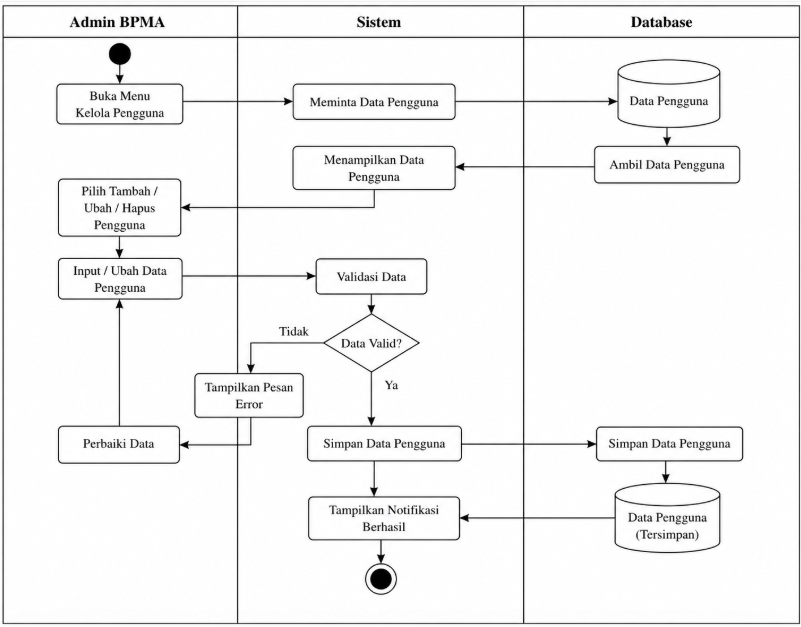 Admin BPMA
Sistem
Database
Buka Menu
Kelola Pengguna
Meminta Data Pengguna
Data Pengguna
Menampilkan Data
Pengguna
Ambil Data Pengguna
Pilih Tambah /
Ubah / Hapus
Pengguna
Input / Ubah Data
Pengguna
Validasi Data
Tidak
Data Valid?
Tampilkan Pesan
Error
Ya
Perbaiki Data
Simpan Data Pengguna
Simpan Data Pengguna
Tampilkan Notifikasi
Berhasil
Data Pengguna
(Tersimpan)